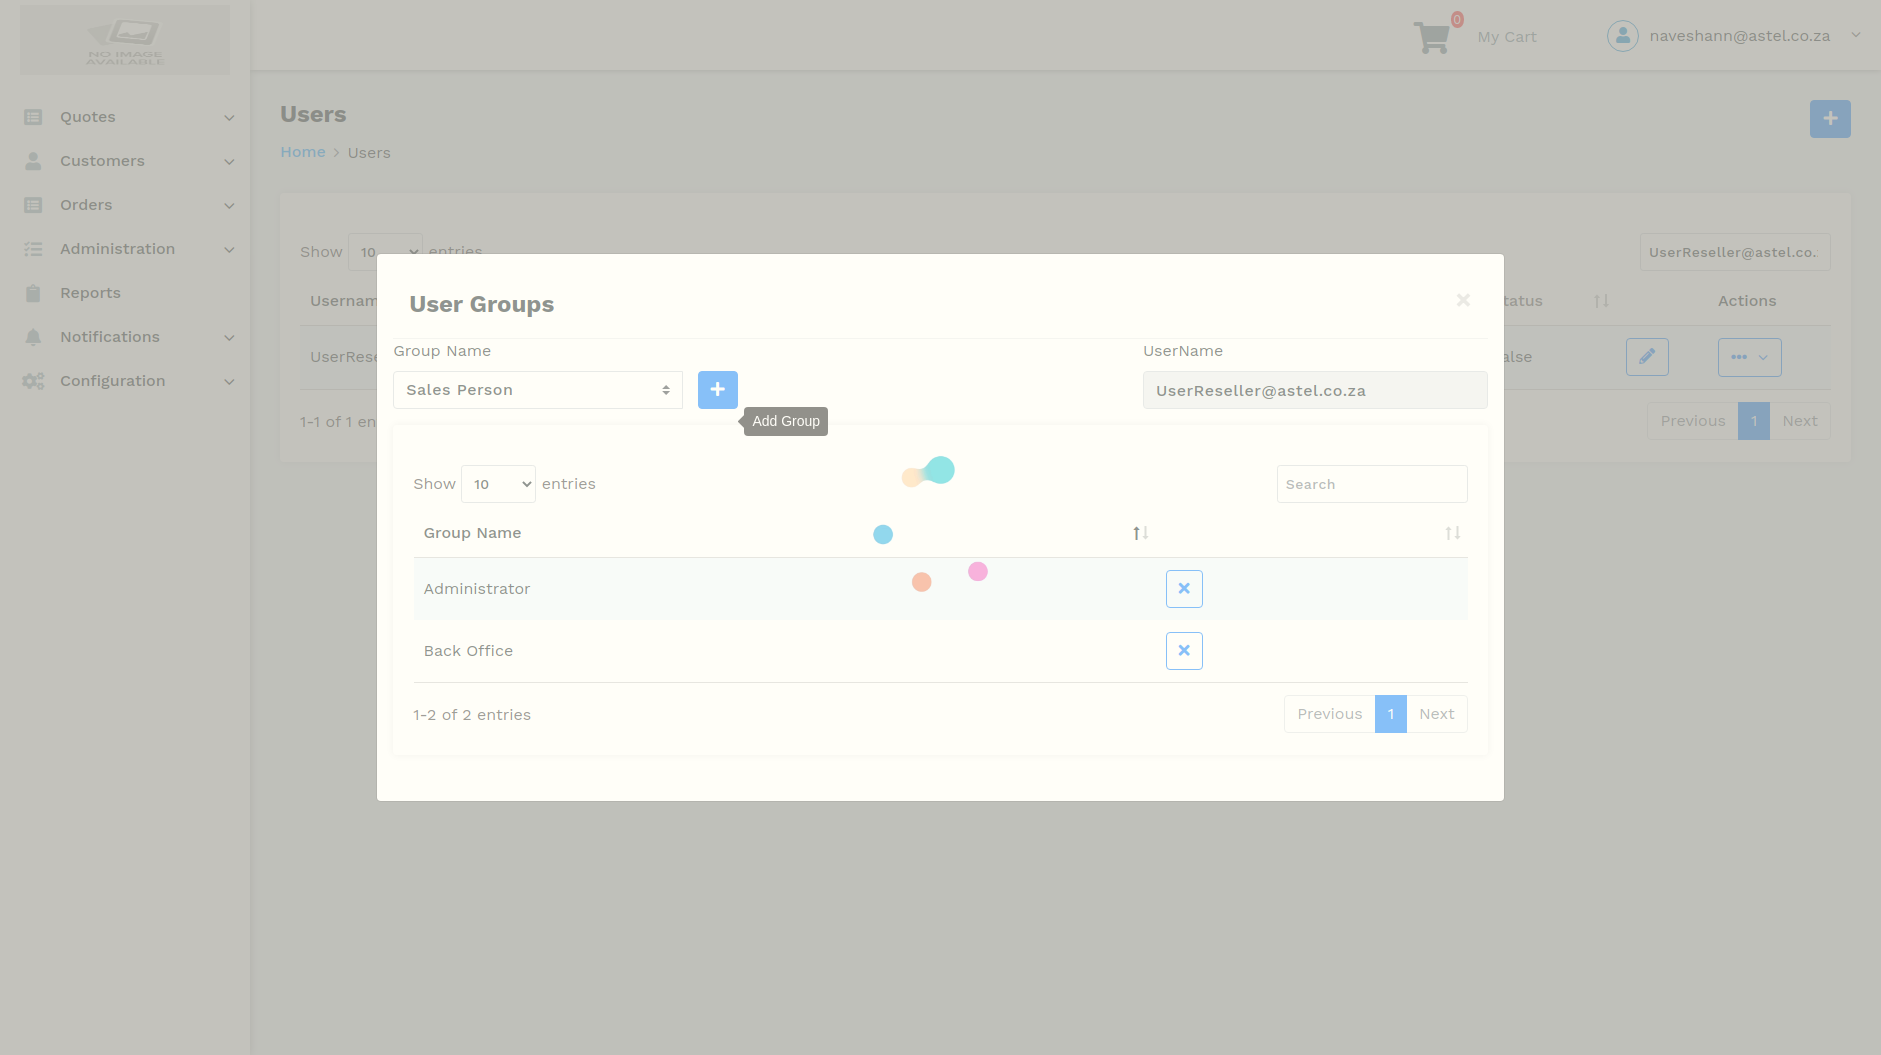 NO IMAGE
AVAILABLE
0
My Cart
naveshann@astel.co.za
Quotes
Customers
Orders
Administration
Reports
Notifications
Configuration
Users
Home > Users
Show 10 entries
UserReseller@astel.co.
Usernam
tatus
Actions
UserRese
alse
1-1 of 1 en
Previous 1 Next
User Groups
Group Name
UserName
Sales Person
UserReseller@astel.co.za
Add Group
Show 10 entries
Search
Group Name
Administrator
Back Office
1-2 of 2 entries
Previous 1 Next